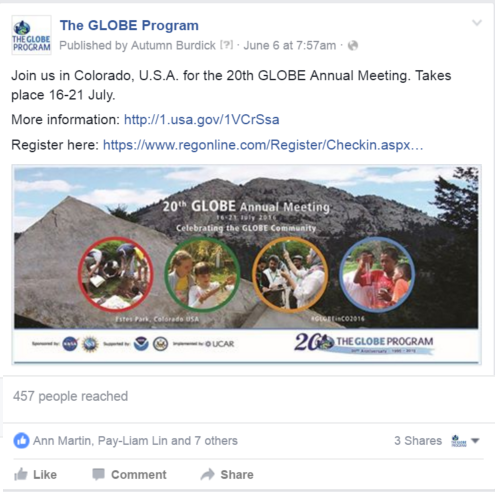 The GLOBE Program
Published by Autumn Burdick [?] · June 6 at 7:57am ·
Join us in Colorado, U.S.A. for the 20th GLOBE Annual Meeting. Takes
place 16-21 July.
More information: http://1.usa.gov/1VCrSsa
Register here: https://www.regonline.com/Register/Checkin.aspx…
THE GLOBE
PROGRAM
20th GLOBE Annual Meeting
16-21 July 2016
Celebrating the GLOBE Community
Estes Park, Colorado USA
#GLOBEinCO2016
Sponsored by: NASA
Supported by:
Implemented by UCAR
20 THE GLOBE PROGRAM
457 people reached
Ann Martin, Pay-Liam Lin and 7 others
3 Shares
Like Comment Share